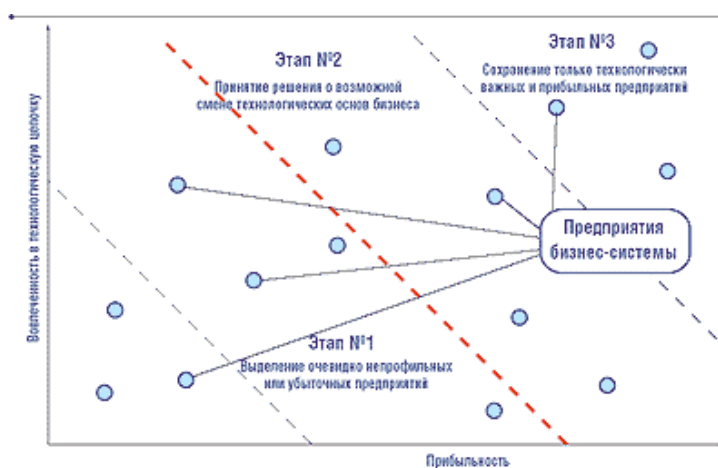 Этап №2
Принятие решения о возможной
смене технологических основ бизнеса
Этап №3
Сохранение только технологически
важных и прибыльных предприятий
Вовлеченность в технологическую цепочку
Предприятия
бизнес-системы
Этап №1
Выделение очевидно непрофильных
или убыточных предприятий
Прибыльность